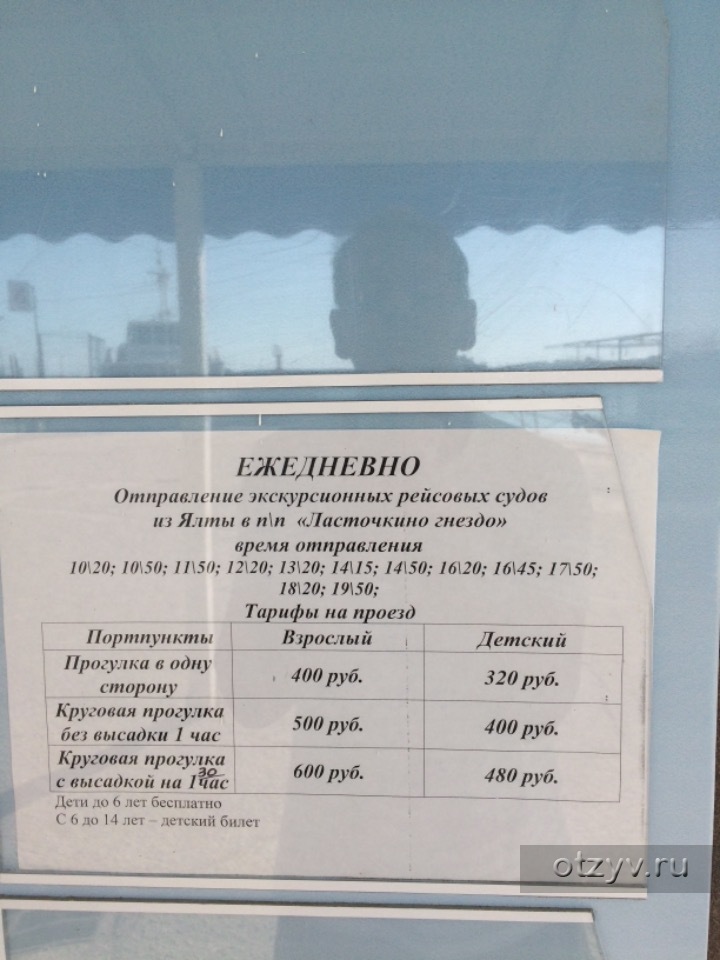 ЕЖЕДНЕВНО
Отправление экскурсионных рейсовых судов
из Ялты в п\п «Ласточкино гнездо»
время отправления
10\20; 10\50; 11\50; 12\20; 13\20; 14\15; 14\50; 16\20; 16\45; 17\50;
18\20; 19\50;
Тарифы на проезд
Портпункты Взрослый Детский
Прогулка в одну
сторону 400 руб. 320 руб.
Круговая прогулка
без высадки 1 час 500 руб. 400 руб.
Круговая прогулка
с высадкой на 1 30 час 600 руб. 480 руб.
Дети до 6 лет бесплатно
С 6 до 14 лет – детский билет
otzyv.ru